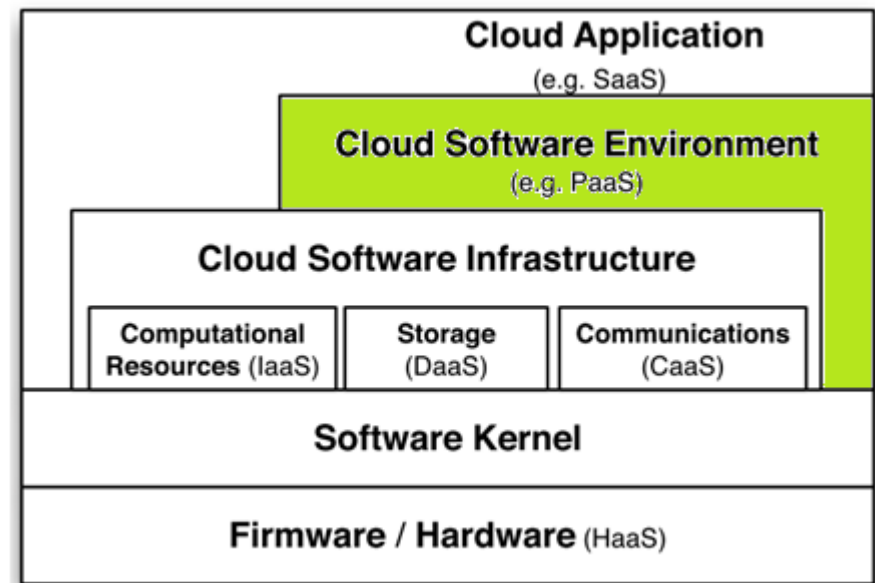 Cloud Application
(e.g. SaaS)
Cloud Software Environment
(e.g. PaaS)
Cloud Software Infrastructure
Computational
Resources (IaaS)
Storage
(DaaS)
Communications
(CaaS)
Software Kernel
Firmware / Hardware (HaaS)